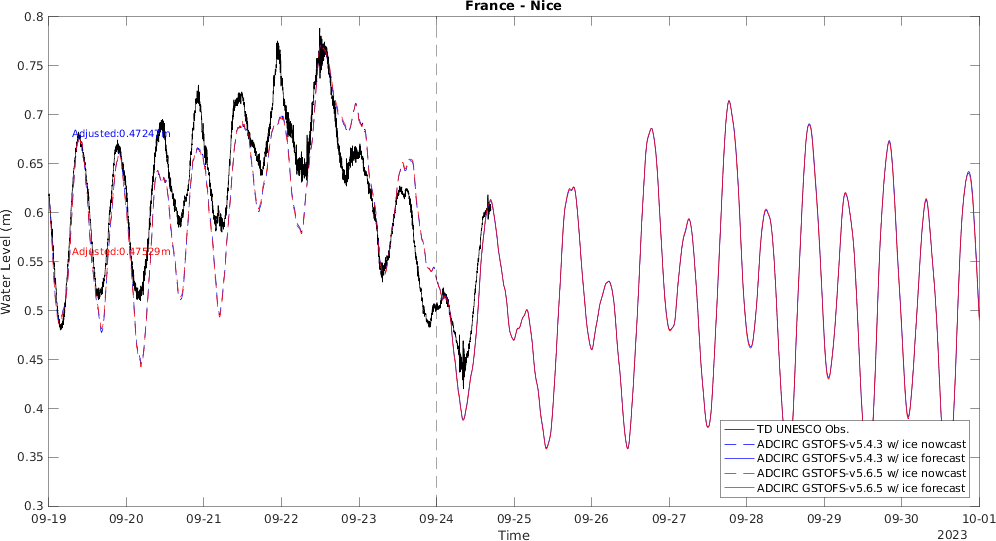 France - Nice
0.8
0.75
0.7
0.65
0.6
0.55
0.5
0.45
0.4
0.35
0.3
Water Level (m)
Adjusted:0.47247m
Adjusted:0.47529m
TD UNESCO Obs.
ADCIRC GSTOFS-v5.4.3 w/ ice nowcast
ADCIRC GSTOFS-v5.4.3 w/ ice forecast
ADCIRC GSTOFS-v5.6.5 w/ ice nowcast
ADCIRC GSTOFS-v5.6.5 w/ ice forecast
09-19 09-20 09-21 09-22 09-23 09-24 09-25 09-26 09-27 09-28 09-29 09-30 10-01
Time
2023